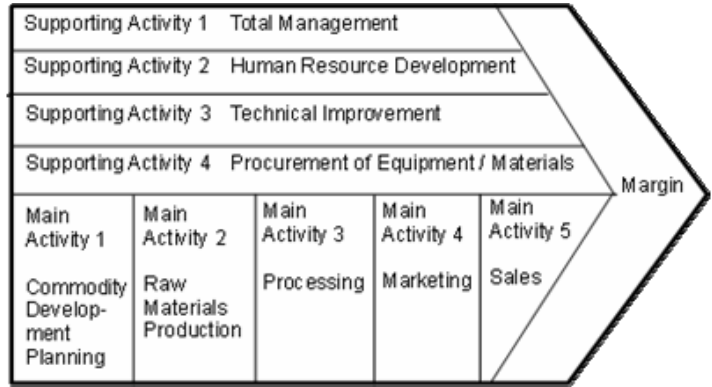 Supporting Activity 1 Total Management
Supporting Activity 2 Human Resource Development
Supporting Activity 3 Technical Improvement
Supporting Activity 4 Procurement of Equipment / Materials
Margin
Main
Activity 1
Commodity
Develop-
ment
Planning
Main
Activity 2
Raw
Materials
Production
Main
Activity 3
Processing
Main
Activity 4
Marketing
Main
Activity 5
Sales